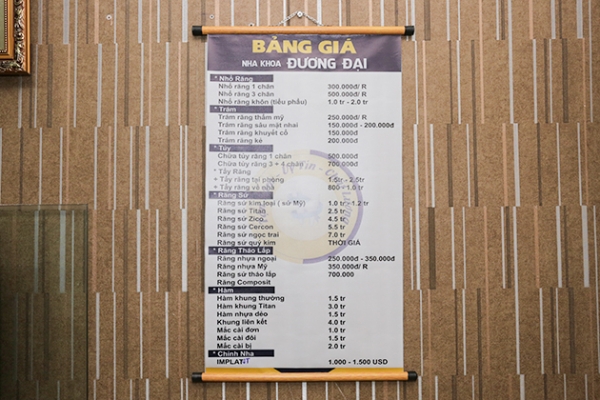 BẢNG GIÁ
NHA KHOA ĐƯƠNG ĐẠI
* Nhổ Răng
Nhổ răng 1 chân 300.000đ/ R
Nhổ răng 3 chân 500.000đ/ R
Nhổ răng khôn (tiểu phẩu) 1.0 tr - 2.0 tr
* Trám
Trám răng thẩm mỹ 250.000đ/ R
Trám răng sâu mặt nhai 150.000đ - 200.000đ
Trám răng khuyết cổ 150.000đ
Trám răng kẻ 200.000đ
* Tủy
Chữa tủy răng 1 chân 500.000đ
Chữa tủy răng 3 + 4 chân 700.000đ
* Tẩy Răng
+ Tẩy răng tại phòng 1.5tr - 2.5tr
+ Tẩy răng về nhà 800 - 1.0 tr
* Răng Sứ
Răng sứ kim loại ( sứ Mỹ) 1.0 tr - 1.2 tr
Răng sứ Titan 2.5 tr
Răng sứ Zico 4.5 tr
Răng sứ Cercon 5.5 tr
Răng sứ ngọc trai 7.0 tr
Răng sứ quý kim THỜI GIÁ
* Răng Tháo Lắp
Răng nhựa ngoại 250.000đ - 350.000đ
Răng nhựa Mỹ 350.000đ/ R
Răng sứ tháo lắp 700.000
Răng Composit
* Hàm
Hàm khung thường 1.5 tr
Hàm khung Titan 3.0 tr
Hàm nhựa dẻo 1.5 tr
Khung liên kết 4.0 tr
Mắc cài đơn 1.0 tr
Mắc cài đôi 1.5 tr
Mắc cài bị 2.0 tr
* Chỉnh Nha
IMPLANT 1.000 - 1.500 USD